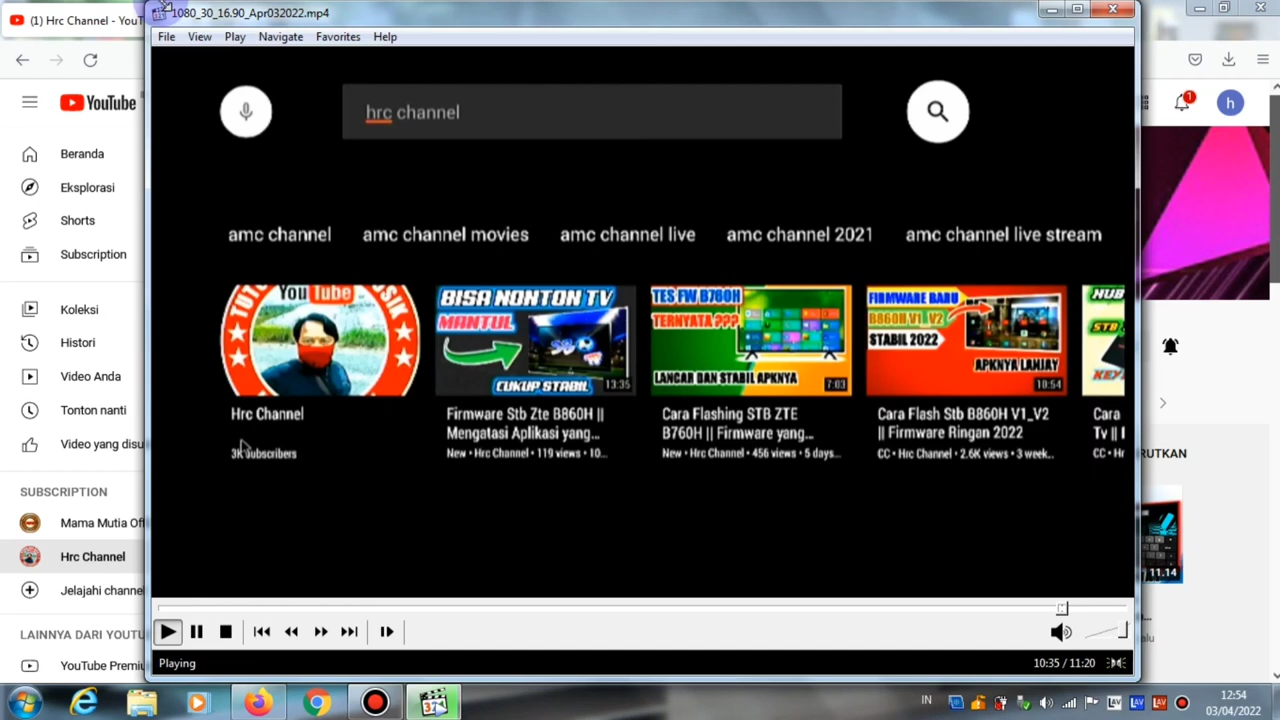 (1) Hrc Channel - YouT
1080_30_16.90_Apr032022.mp4
File View Play Navigate Favorites Help
YouTube
hrc channel
1
h
Beranda
Eksplorasi
Shorts
Subscription
Koleksi
Histori
Video Anda
Tonton nanti
Video yang disu
SUBSCRIPTION
Mama Mutia Off
Hrc Channel
Jelajahi channel
LAINNYA DARI YOUTU
YouTube Premiu
amc channel amc channel movies amc channel live amc channel 2021 amc channel live stream
YouTube
BISA NONTON TV
MANTUL
CUKUP STABIL
13:35
TES FW B760H
TERNYATA ???
LANCAR DAN STABIL APKNYA
7:03
FIRMWARE BARU
B860H V1_V2
STABIL 2022
APKNYA LANJAY
10:54
HUB
STB
KEY
Hrc Channel
3K subscribers
Firmware Stb Zte B860H ||
Mengatasi Aplikasi yang...
New • Hrc Channel • 119 views • 10...
Cara Flashing STB ZTE
B760H || Firmware yang...
New • Hrc Channel • 456 views • 5 days...
Cara Flash Stb B860H V1_V2
|| Firmware Ringan 2022
CC • Hrc Channel • 2.6K views • 3 week...
Cara
Tv ||
CC • Hr
URUTKAN
11.14
Playing
10:35 / 11:20
IN
12:54
03/04/2022